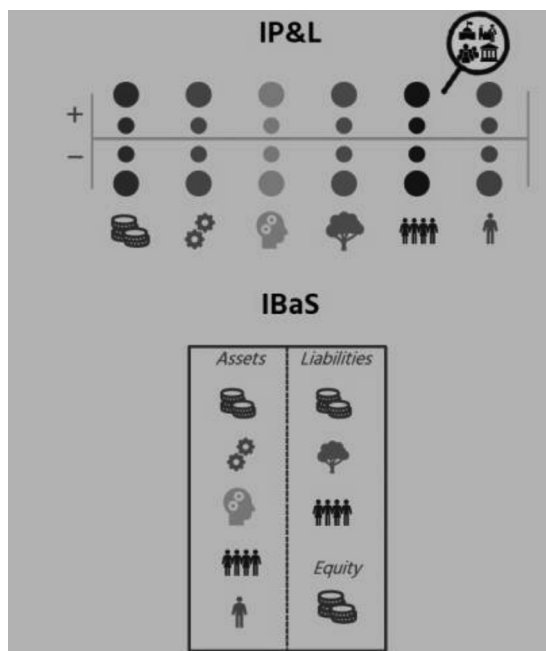 IP&L
+
−
IBaS
Assets Liabilities
Equity